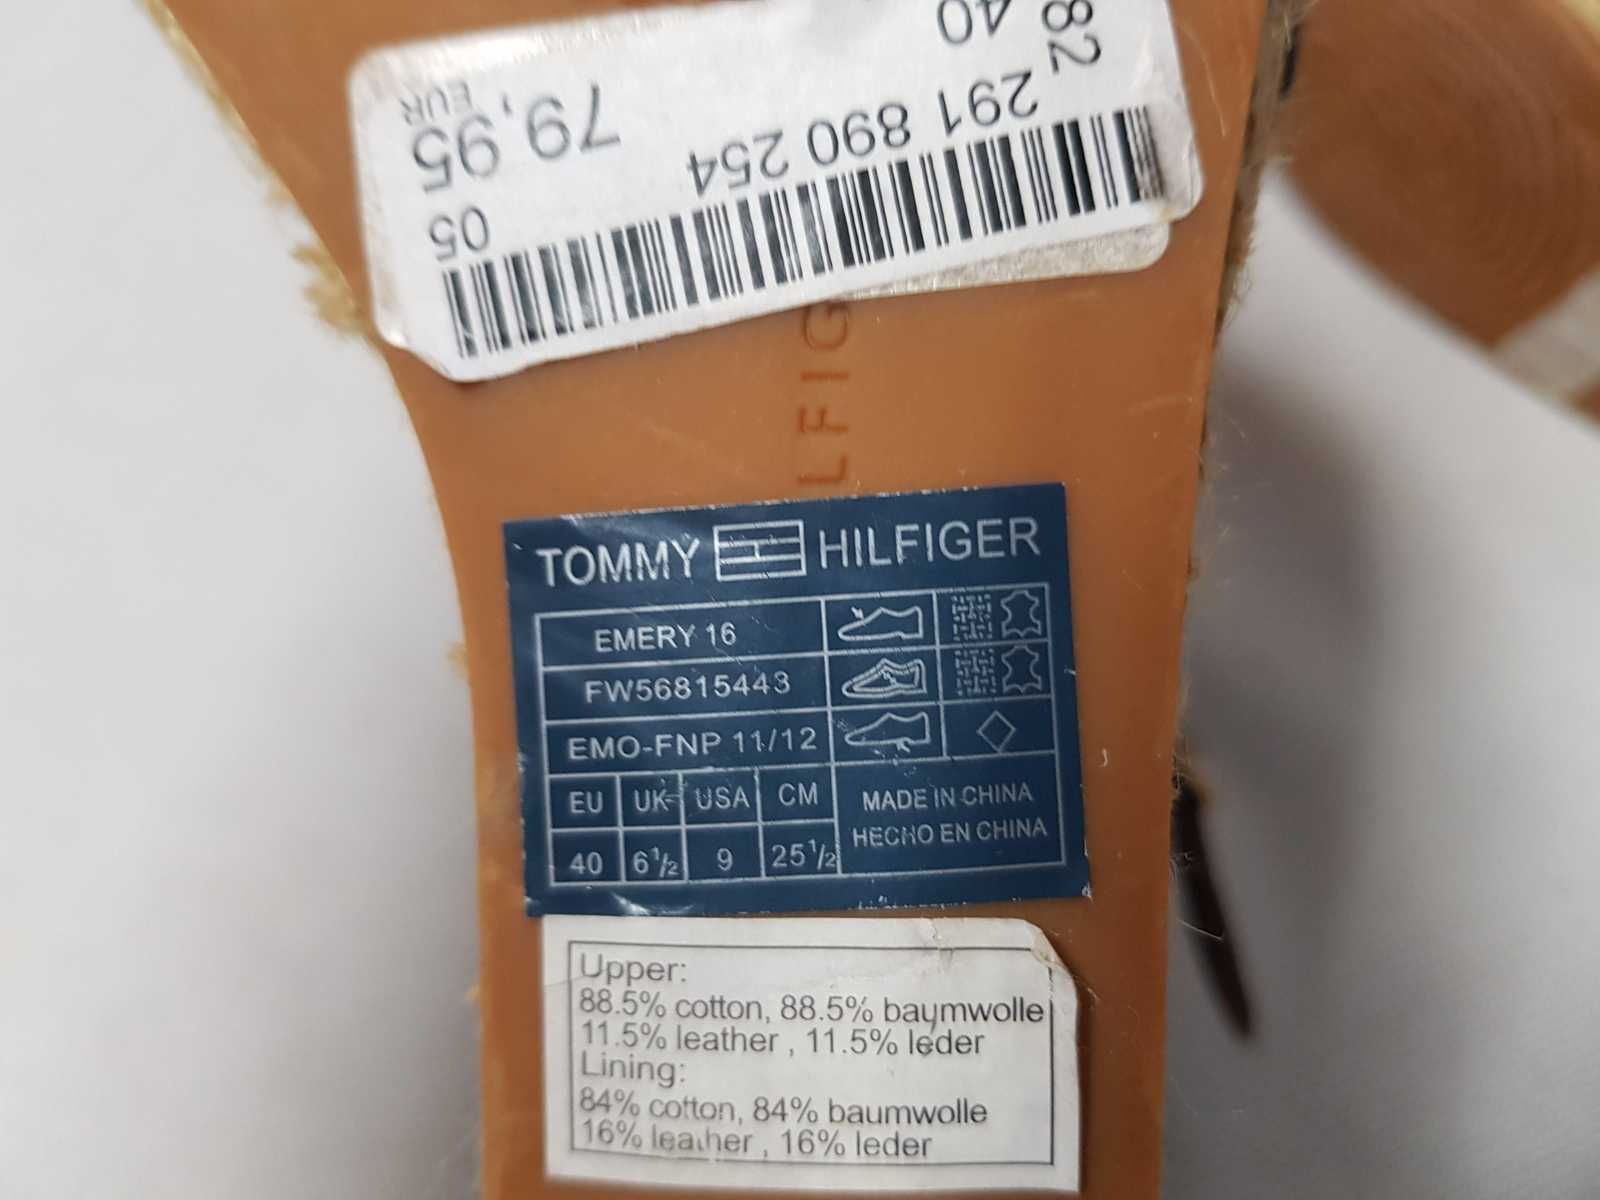 82 40
291 890 254
79,95
EUR
05
LFIG
TOMMY HILFIGER
EMERY 16
FW56815443
EMO-FNP 11/12
EU UK USA CM
40 6½ 9 25½
MADE IN CHINA
HECHO EN CHINA
Upper:
88.5% cotton, 88.5% baumwolle
11.5% leather , 11.5% leder
Lining:
84% cotton, 84% baumwolle
16% leather , 16% leder